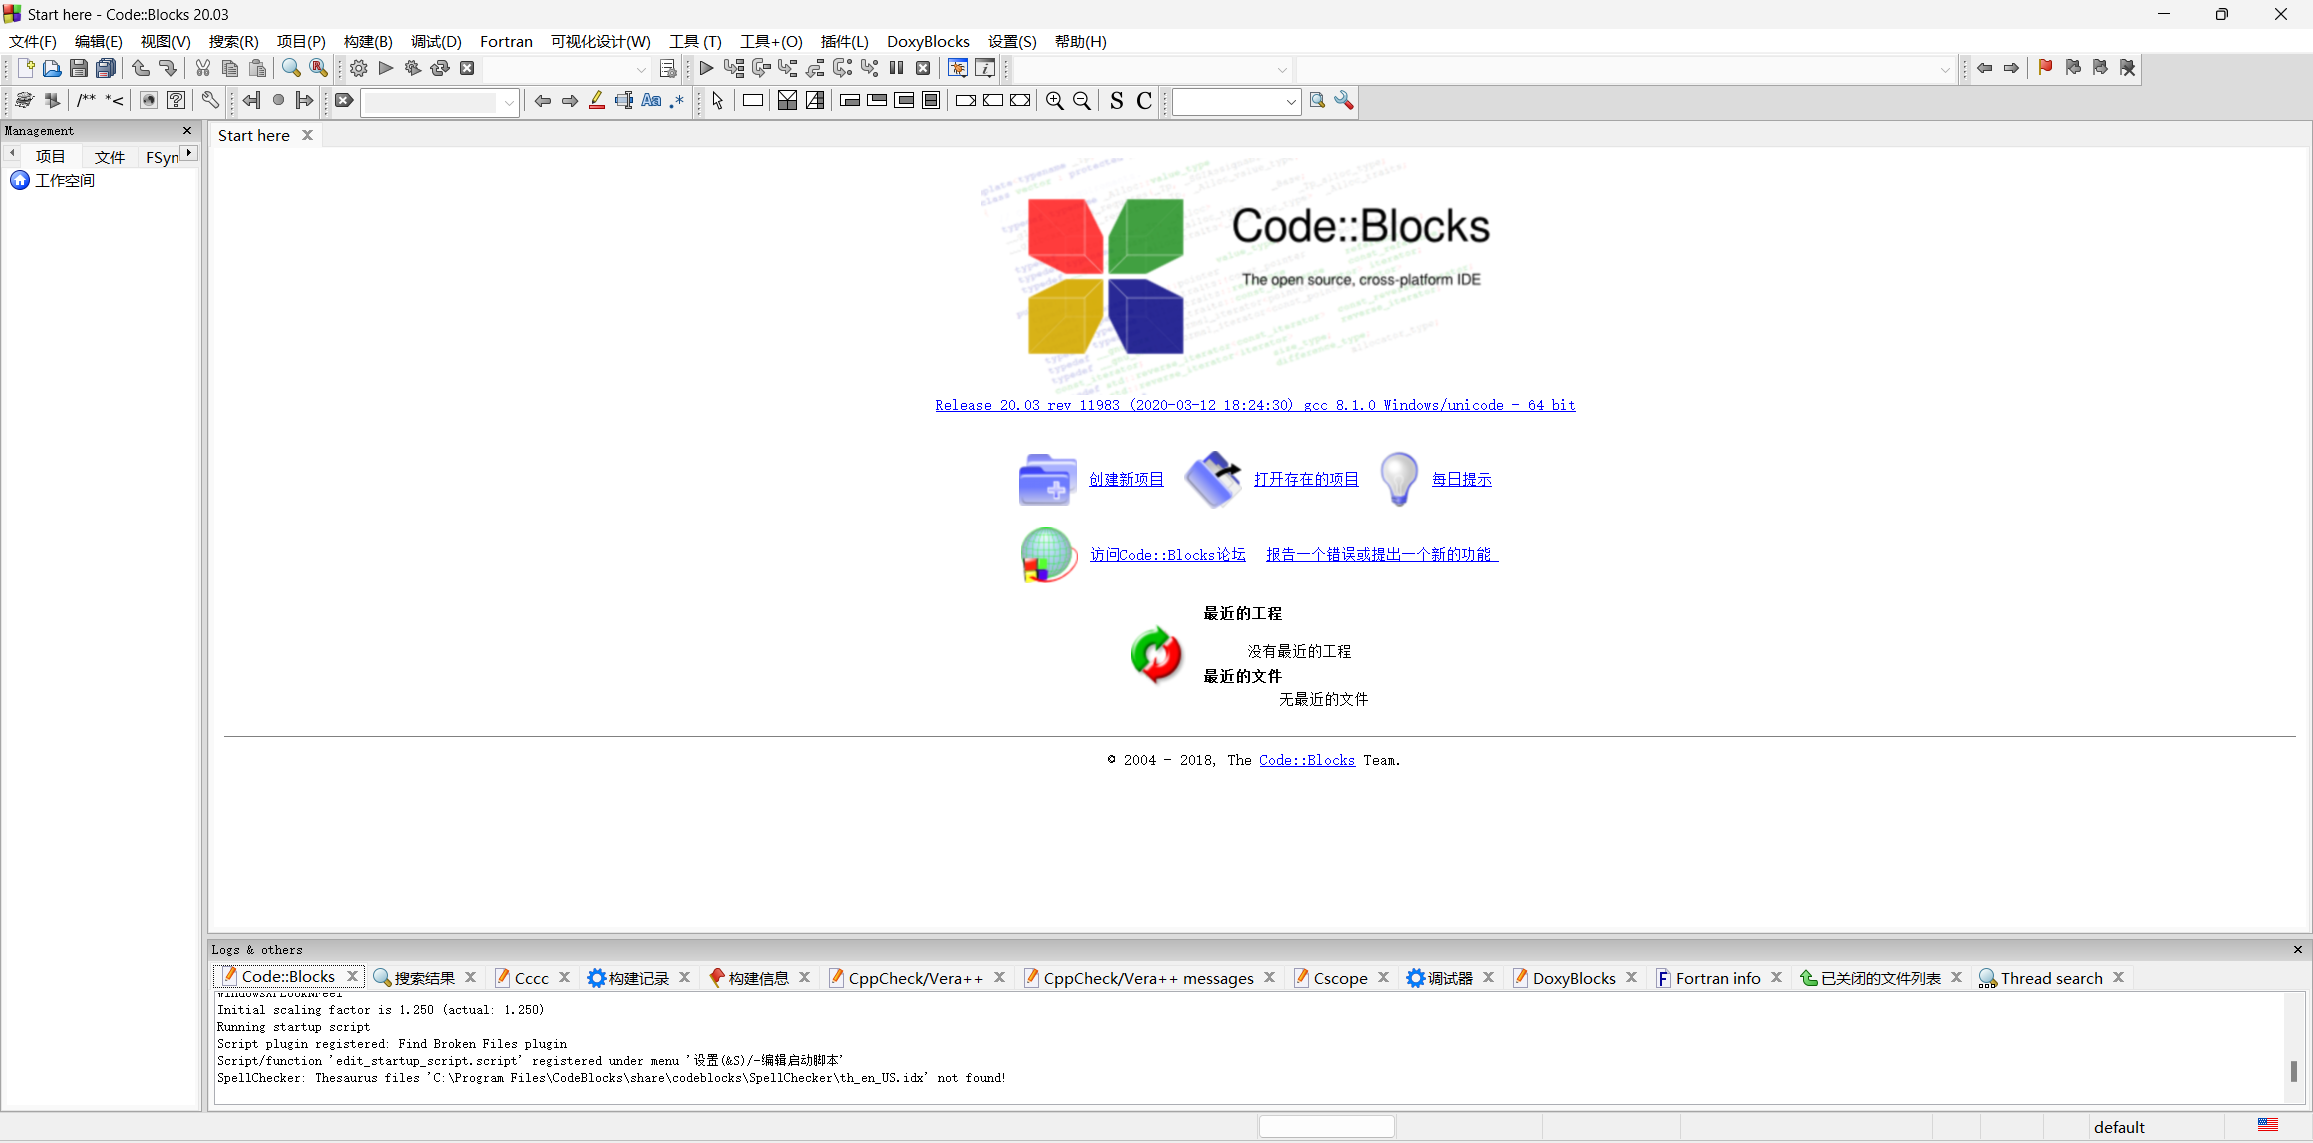 Start here - Code::Blocks 20.03
文件(F) 编辑(E) 视图(V) 搜索(R) 项目(P) 构建(B) 调试(D) Fortran 可视化设计(W) 工具 (T) 工具+(O) 插件(L) DoxyBlocks 设置(S) 帮助(H)
/** *< Aa .* S C
Management
Start here
项目 文件 FSyn
工作空间
Code::Blocks
The open source, cross-platform IDE
Release 20.03 rev 11983 (2020-03-12 18:24:30) gcc 8.1.0 Windows/unicode - 64 bit
创建新项目 打开存在的项目 每日提示
访问Code::Blocks论坛 报告一个错误或提出一个新的功能
最近的工程
没有最近的工程
最近的文件
无最近的文件
© 2004 - 2018, The Code::Blocks Team.
Logs & others
Code::Blocks 搜索结果 Cccc 构建记录 构建信息 CppCheck/Vera++ CppCheck/Vera++ messages Cscope 调试器 DoxyBlocks Fortran info 已关闭的文件列表 Thread search
Initial scaling factor is 1.250 (actual: 1.250)
Running startup script
Script plugin registered: Find Broken Files plugin
Script/function 'edit_startup_script.script' registered under menu '设置(&S)/-编辑启动脚本'
SpellChecker: Thesaurus files 'C:\Program Files\CodeBlocks\share\codeblocks\SpellChecker\th_en_US.idx' not found!
default